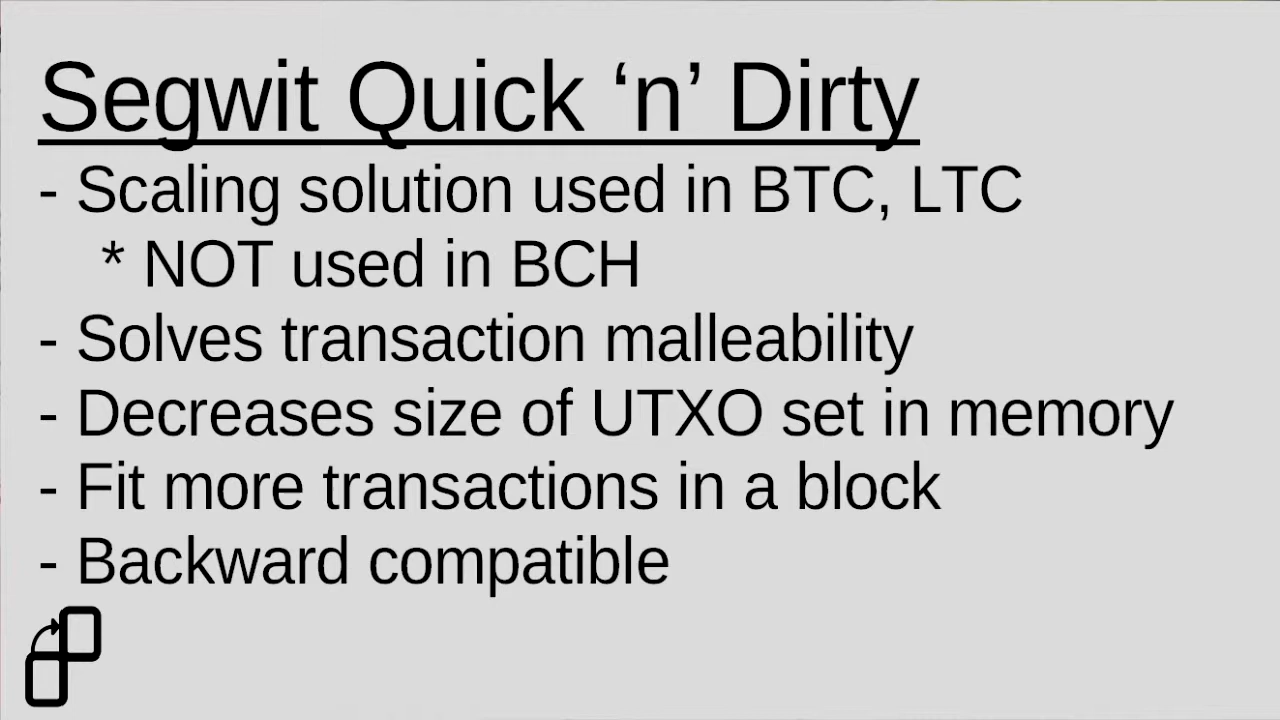 Segwit Quick ‘n’ Dirty
- Scaling solution used in BTC, LTC
* NOT used in BCH
- Solves transaction malleability
- Decreases size of UTXO set in memory
- Fit more transactions in a block
- Backward compatible